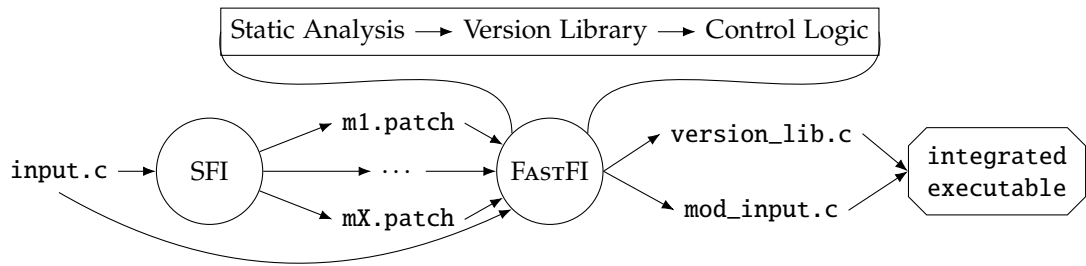 Static Analysis → Version Library → Control Logic
input.c
SFI
m1.patch
...
mX.patch
FASTFI
version_lib.c
mod_input.c
integrated
executable